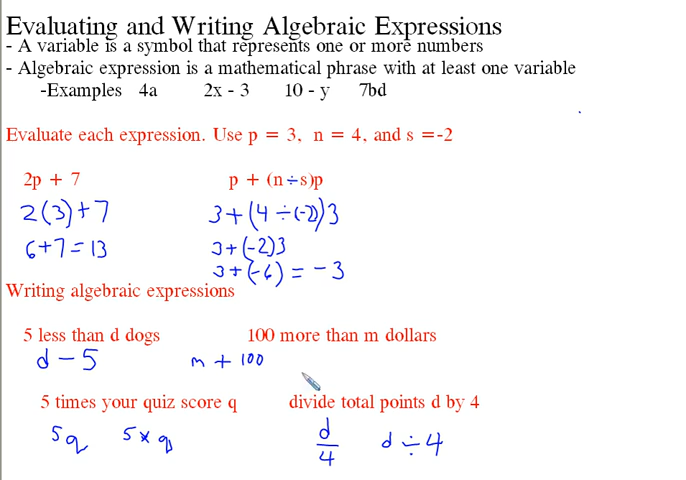 Evaluating and Writing Algebraic Expressions
- A variable is a symbol that represents one or more numbers
- Algebraic expression is a mathematical phrase with at least one variable
-Examples 4a 2x - 3 10 - y 7bd
Evaluate each expression. Use p = 3, n = 4, and s =-2
2p + 7 p + (n÷s)p
2(3)+7 3+(4÷(-2))3
6+7=13 3+(-2)3
3+(-6) = -3
Writing algebraic expressions
5 less than d dogs 100 more than m dollars
d - 5 m + 100
5 times your quiz score q divide total points d by 4
5q 5×q d/4 d÷4